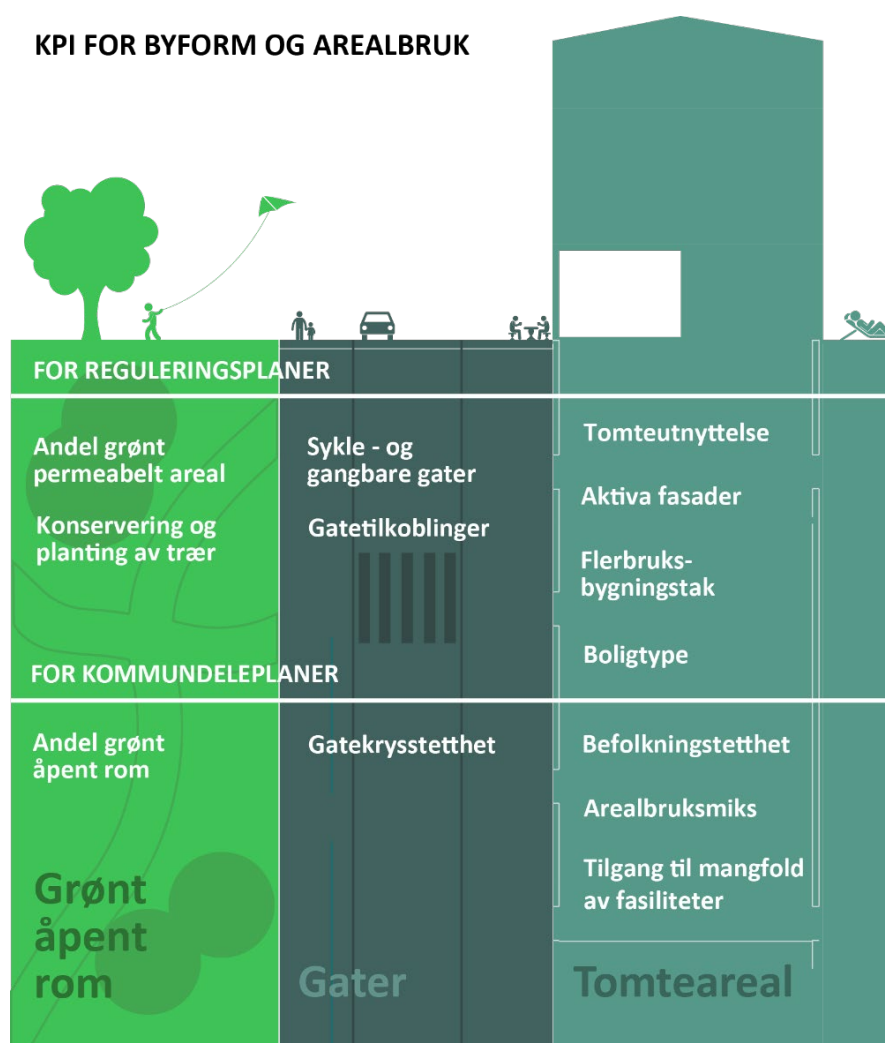 KPI FOR BYFORM OG AREALBRUK
FOR REGULERINGSPLANER
Andel grønt
permeabelt areal
Konservering og
planting av trær
Sykle - og
gangbare gater
Gatetilkoblinger
Tomteutnyttelse
Aktiva fasader
Flerbruks-
bygningstak
Boligtype
FOR KOMMUNDELEPLANER
Andel grønt
åpent rom
Gatekrysstetthet
Befolkningstetthet
Arealbruksmiks
Tilgang til mangfold
av fasiliteter
Grønt
åpent
rom
Gater
Tomteareal